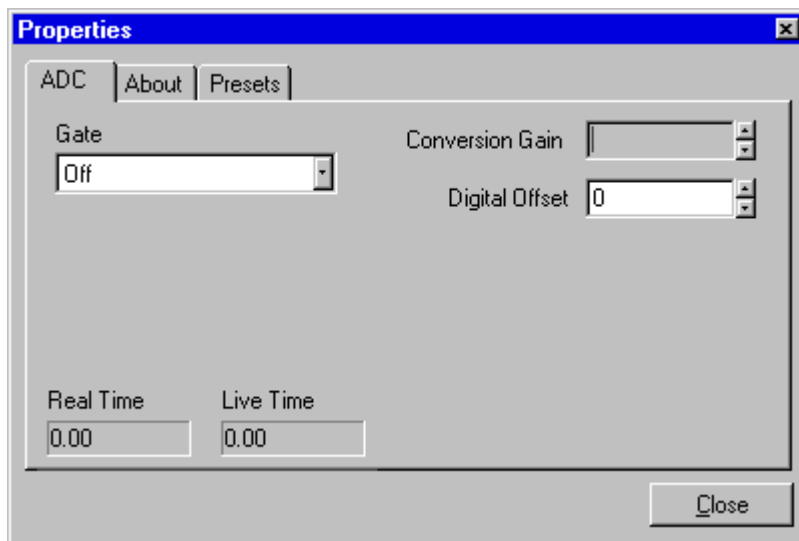 Properties
ADC About Presets
Gate
Off
Conversion Gain
Digital Offset 0
Real Time Live Time
0.00 0.00
Close